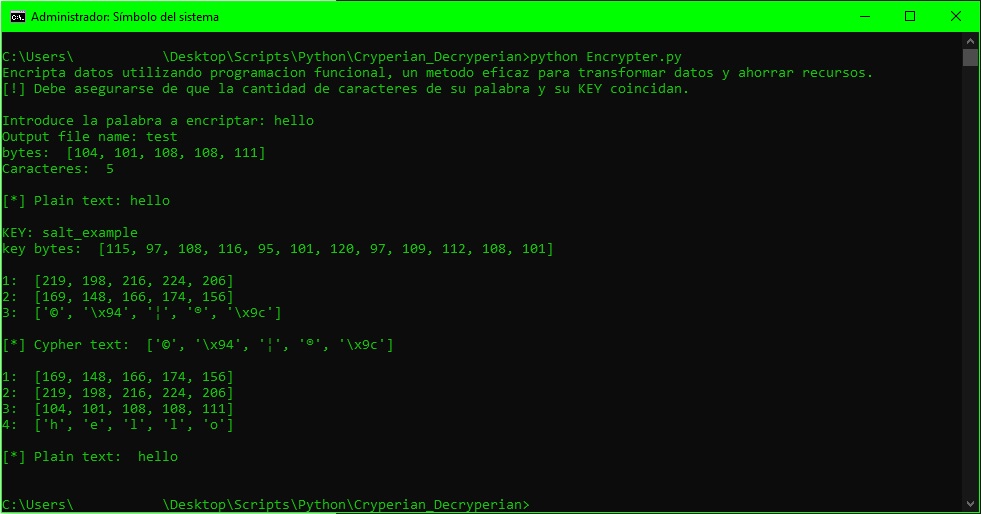 Administrador: Símbolo del sistema
C:\Users\ \Desktop\Scripts\Python\Cryperian_Decryperian>python Encrypter.py
Encripta datos utilizando programacion funcional, un metodo eficaz para transformar datos y ahorrar recursos.
[!] Debe asegurarse de que la cantidad de caracteres de su palabra y su KEY coincidan.
Introduce la palabra a encriptar: hello
Output file name: test
bytes:  [104, 101, 108, 108, 111]
Caracteres:  5
[*] Plain text: hello
KEY: salt_example
key bytes:  [115, 97, 108, 116, 95, 101, 120, 97, 109, 112, 108, 101]
1:  [219, 198, 216, 224, 206]
2:  [169, 148, 166, 174, 156]
3:  ['©', '\x94', '¦', '®', '\x9c']
[*] Cypher text:  ['©', '\x94', '¦', '®', '\x9c']
1:  [169, 148, 166, 174, 156]
2:  [219, 198, 216, 224, 206]
3:  [104, 101, 108, 108, 111]
4:  ['h', 'e', 'l', 'l', 'o']
[*] Plain text:  hello
C:\Users\ \Desktop\Scripts\Python\Cryperian_Decryperian>